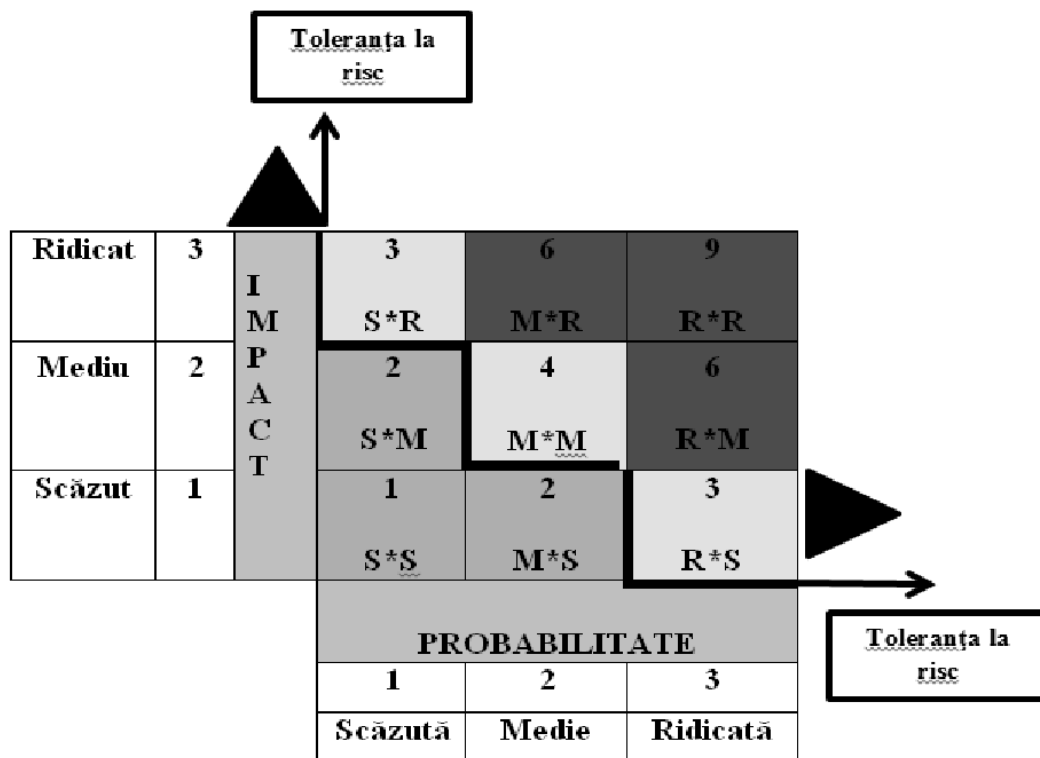 Toleranța la
risc
Ridicat 3 3 6 9
S*R M*R R*R
IMPACT
Mediu 2 2 4 6
S*M M*M R*M
Scăzut 1 1 2 3
S*S M*S R*S
PROBABILITATE
Toleranța la
risc
1 2 3
Scăzută Medie Ridicată